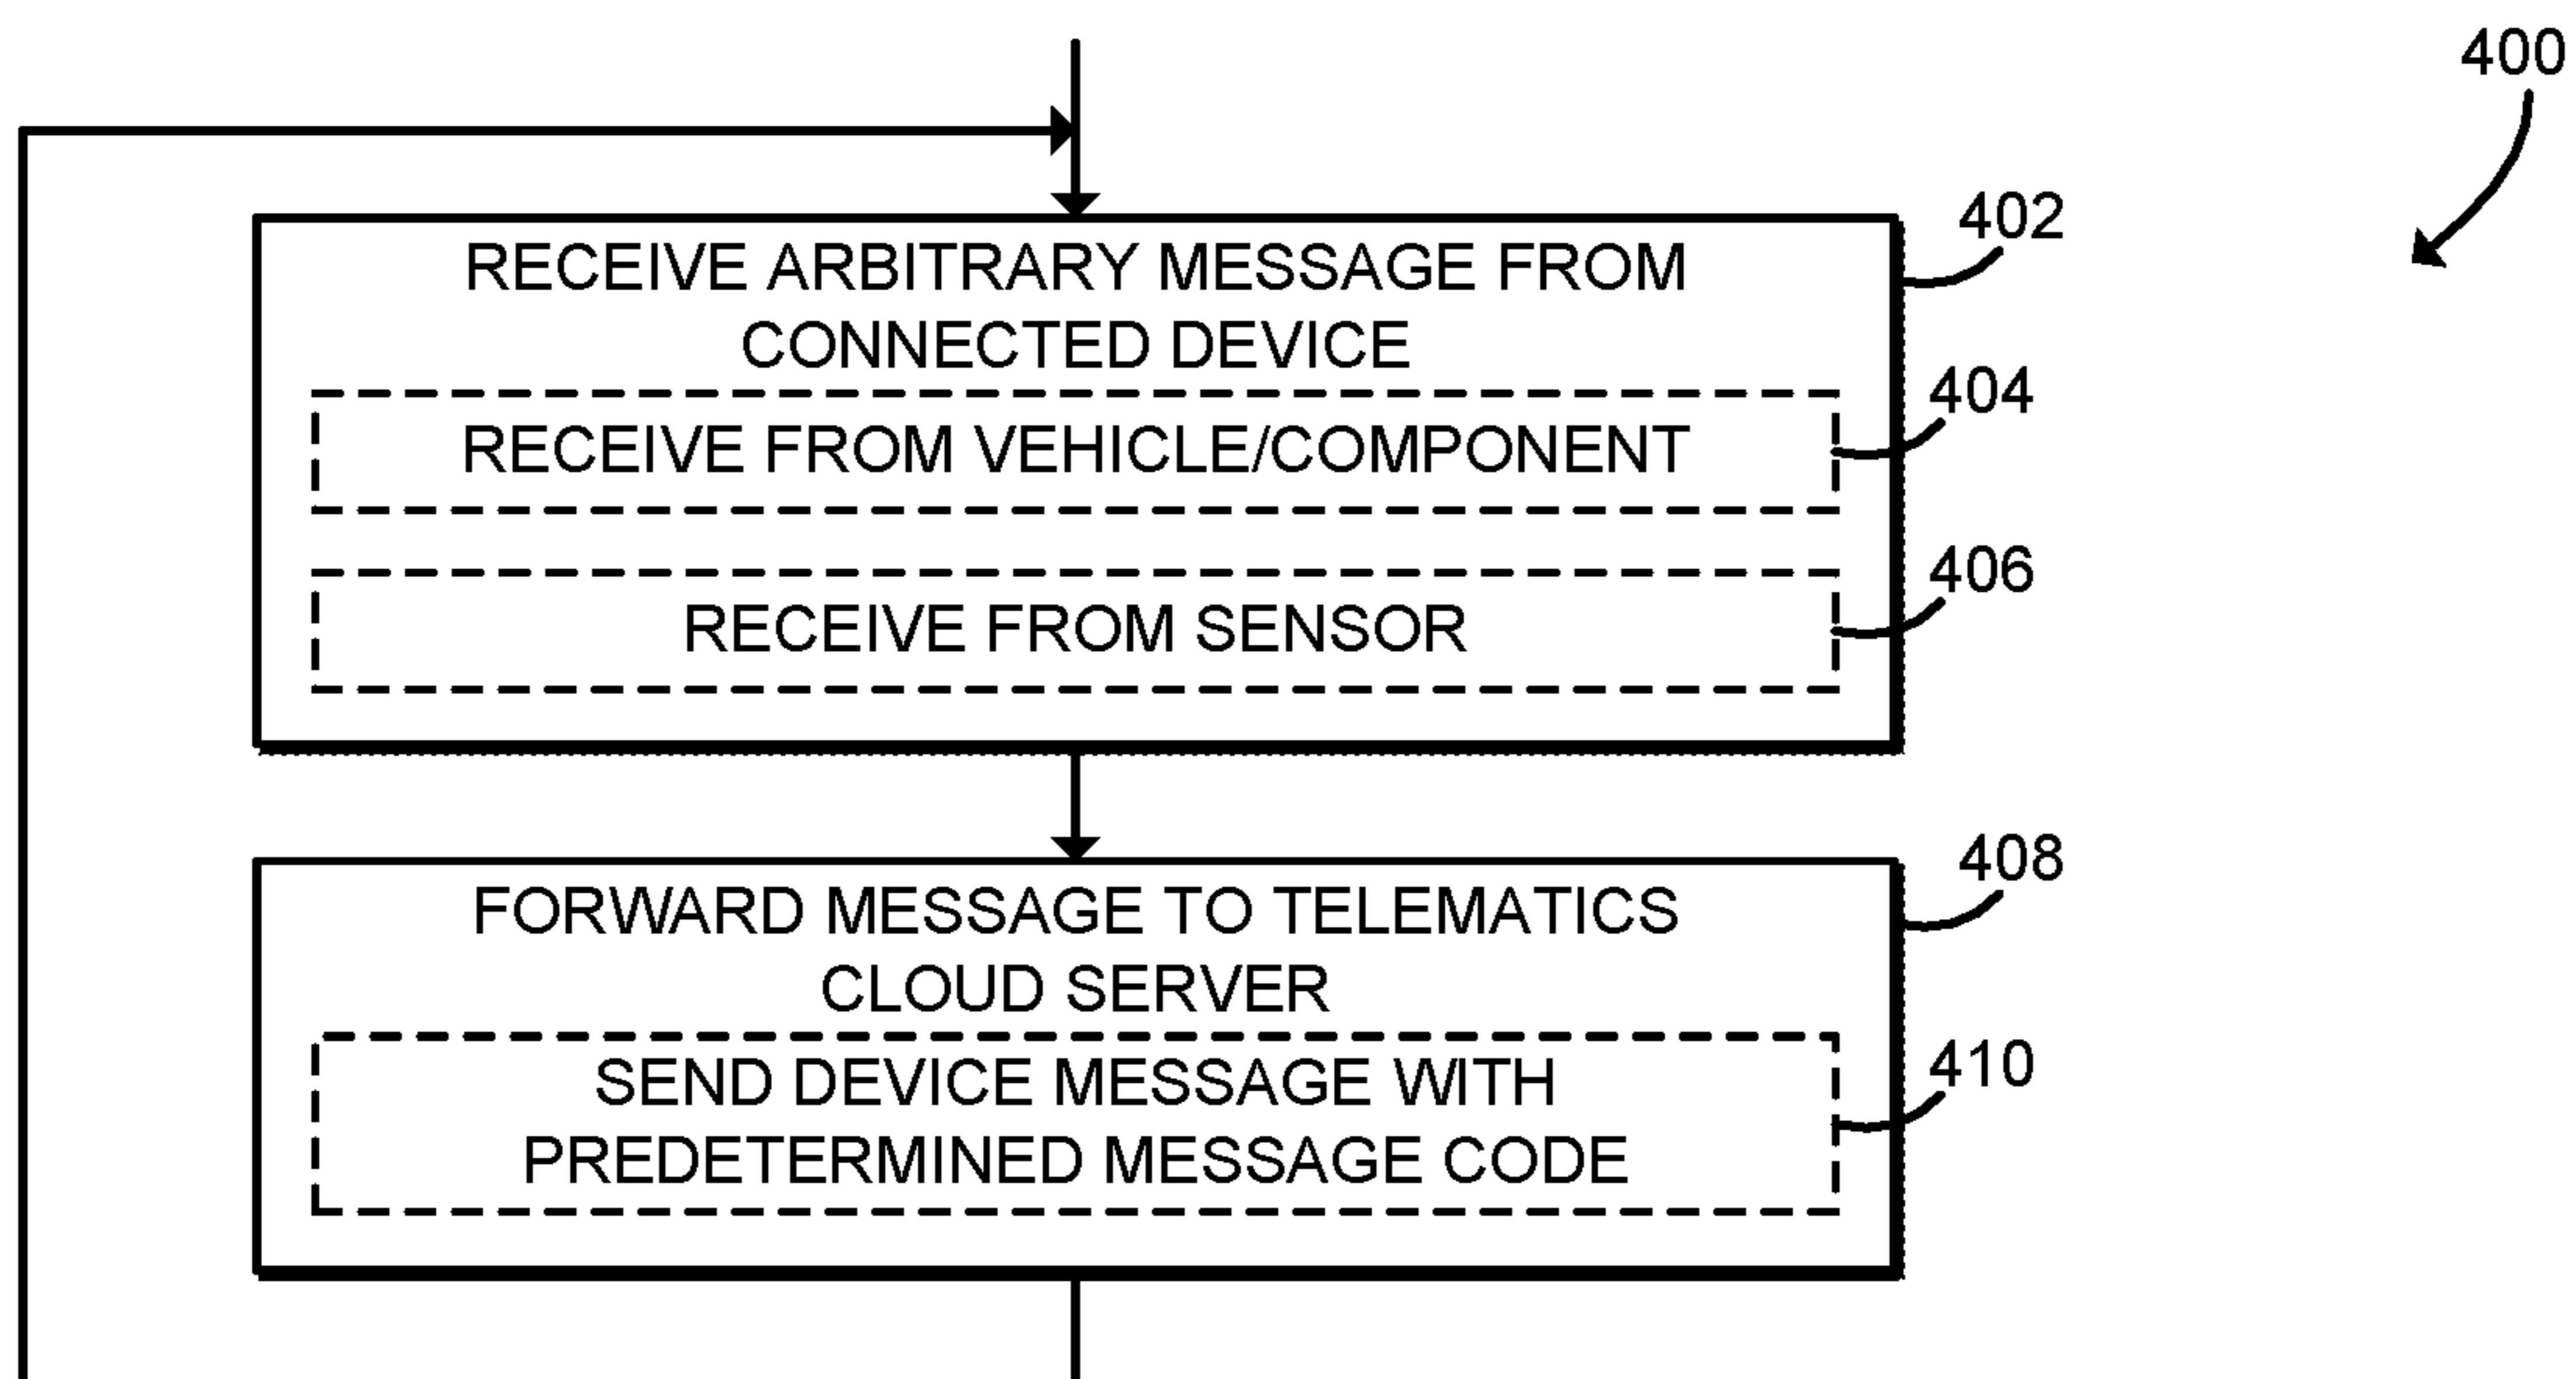 400
402
RECEIVE ARBITRARY MESSAGE FROM
CONNECTED DEVICE
404
RECEIVE FROM VEHICLE/COMPONENT
406
RECEIVE FROM SENSOR
408
FORWARD MESSAGE TO TELEMATICS
CLOUD SERVER
410
SEND DEVICE MESSAGE WITH
PREDETERMINED MESSAGE CODE